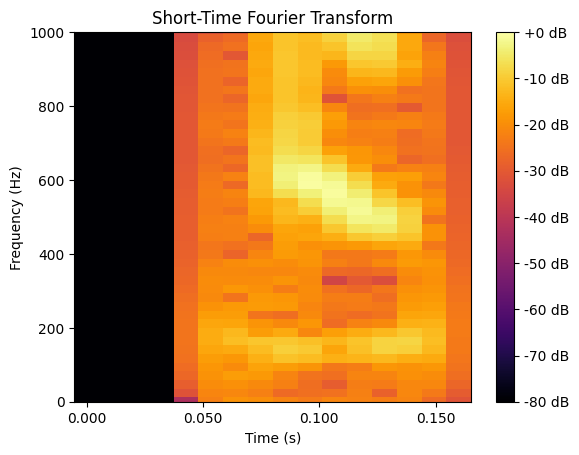 Short-Time Fourier Transform
1000
800
600
400
200
0
Frequency (Hz)
0.000
0.050
0.100
0.150
Time (s)
+0 dB
-10 dB
-20 dB
-30 dB
-40 dB
-50 dB
-60 dB
-70 dB
-80 dB